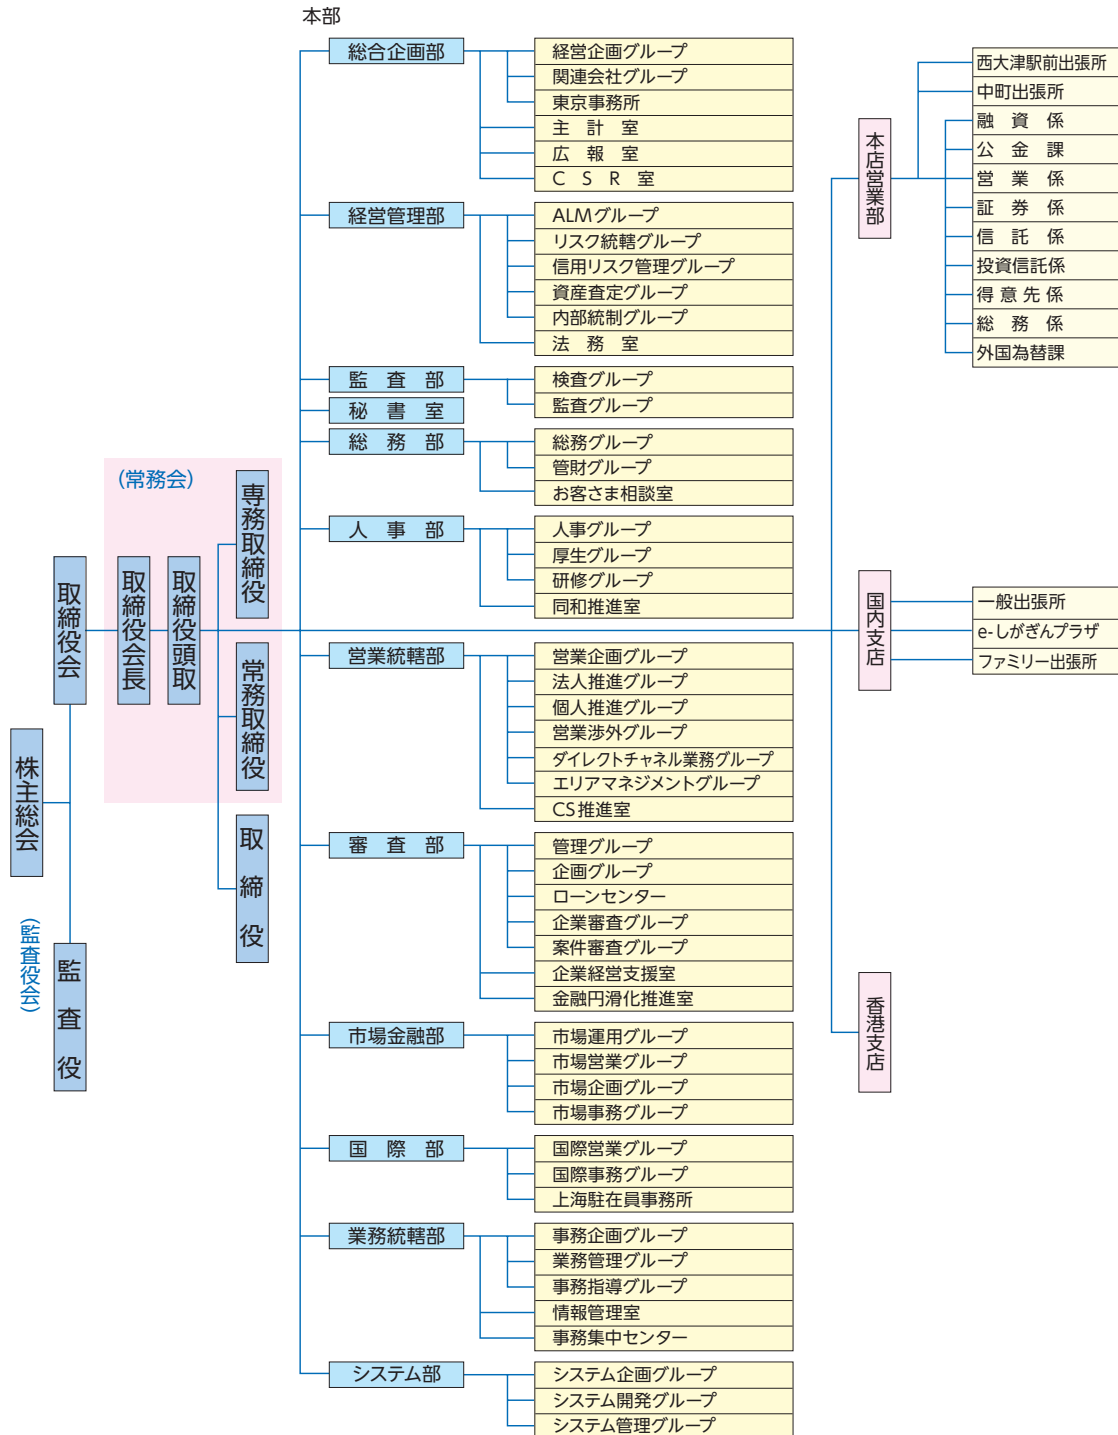 本部
株主総会
取締役会
監査役
(監査役会)
(常務会)
取締役会長
取締役頭取
専務取締役
常務取締役
取締役
総合企画部
経営企画グループ
関連会社グループ
東京事務所
主計室
広報室
CSR室
経営管理部
ALMグループ
リスク統轄グループ
信用リスク管理グループ
資産査定グループ
内部統制グループ
法務室
監査部
検査グループ
監査グループ
秘書室
総務部
総務グループ
管財グループ
お客さま相談室
人事部
人事グループ
厚生グループ
研修グループ
同和推進室
営業統轄部
営業企画グループ
法人推進グループ
個人推進グループ
営業渉外グループ
ダイレクトチャネル業務グループ
エリアマネジメントグループ
CS推進室
審査部
管理グループ
企画グループ
ローンセンター
企業審査グループ
案件審査グループ
企業経営支援室
金融円滑化推進室
市場金融部
市場運用グループ
市場営業グループ
市場企画グループ
市場事務グループ
国際部
国際営業グループ
国際事務グループ
上海駐在員事務所
業務統轄部
事務企画グループ
業務管理グループ
事務指導グループ
情報管理室
事務集中センター
システム部
システム企画グループ
システム開発グループ
システム管理グループ
本店営業部
西大津駅前出張所
中町出張所
融資係
公金課
営業係
証券係
信託係
投資信託係
得意先係
総務係
外国為替課
国内支店
一般出張所
e-しがぎんプラザ
ファミリー出張所
香港支店